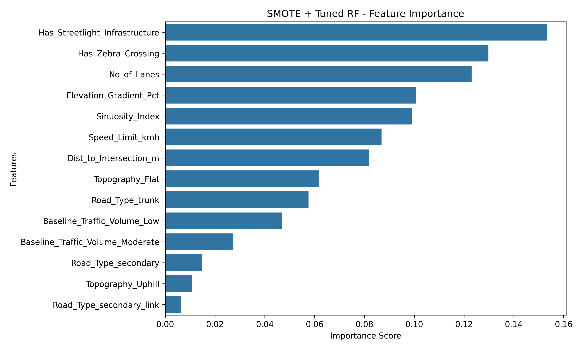 SMOTE + Tuned RF - Feature Importance
Has_Streetlight_Infrastructure
Has_Zebra_Crossing
No_of_Lanes
Elevation_Gradient_Pct
Sinuosity_Index
Speed_Limit_kmh
Dist_to_Intersection_m
Topography_Flat
Road_Type_trunk
Baseline_Traffic_Volume_Low
Baseline_Traffic_Volume_Moderate
Road_Type_secondary
Topography_Uphill
Road_Type_secondary_link
Features
0.00 0.02 0.04 0.06 0.08 0.10 0.12 0.14 0.16
Importance Score